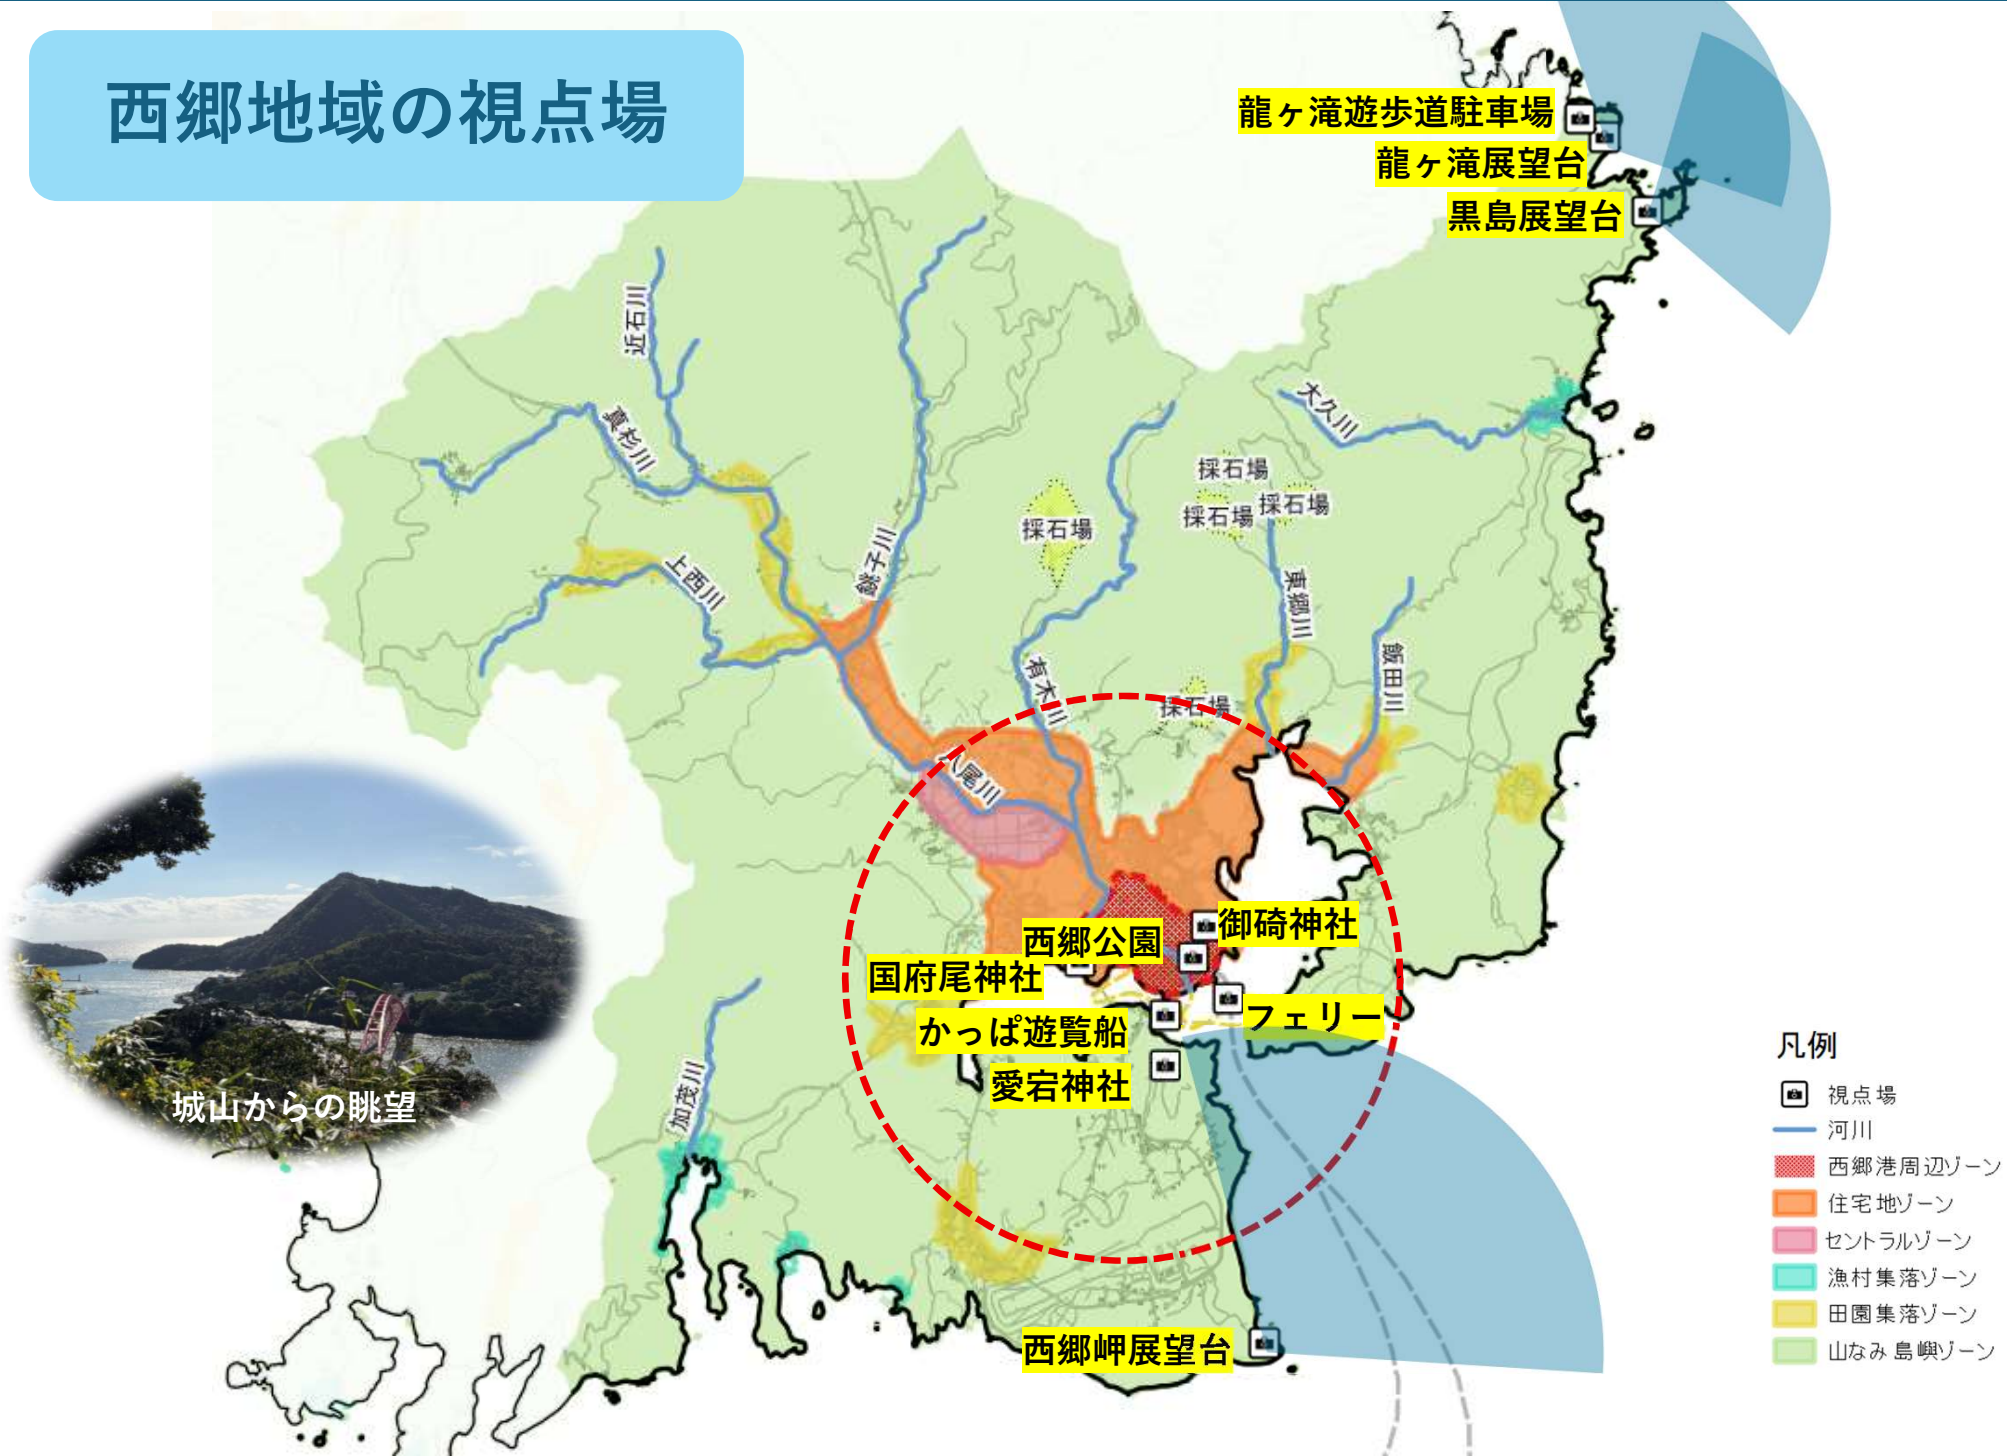 西郷地域の視点場
龍ヶ滝遊歩道駐車場
龍ヶ滝展望台
黒島展望台
近石川
真杉川
大久川
採石場
採石場
採石場
採石場
銚子川
上西川
東郷川
飯田川
有木川
採石場
八尾川
御碕神社
西郷公園
国府尾神社
フェリー
かっぱ遊覧船
愛宕神社
加茂川
城山からの眺望
西郷岬展望台
凡例
視点場
河川
西郷港周辺ゾーン
住宅地ゾーン
セントラルゾーン
漁村集落ゾーン
田園集落ゾーン
山なみ島嶼ゾーン